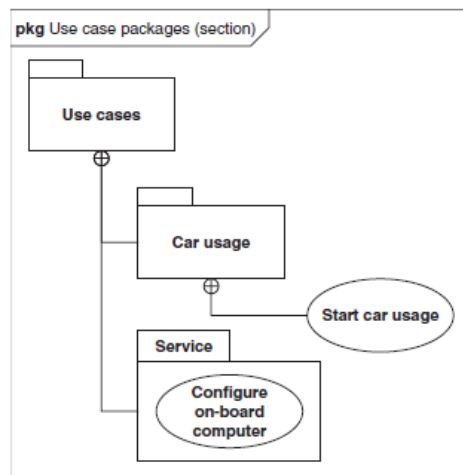 pkg Use case packages (section)
Use cases
Car usage
Start car usage
Service
Configure
on-board
computer